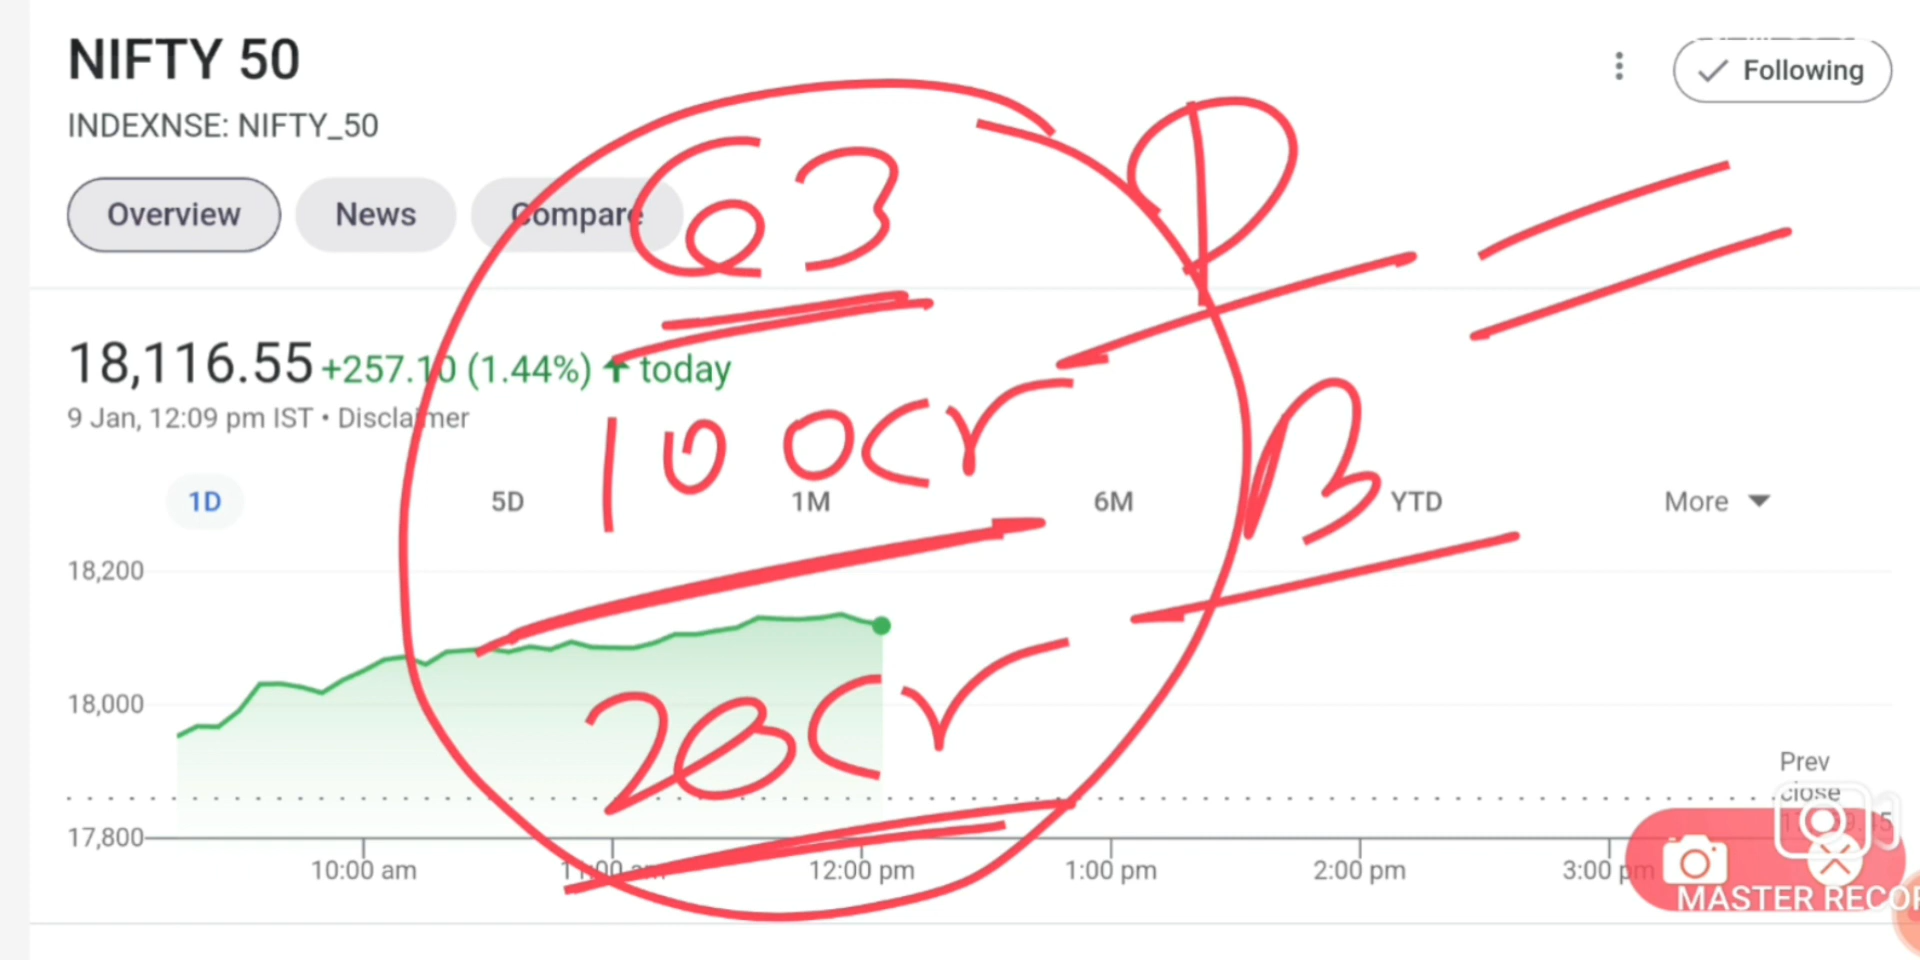 NIFTY 50
Following
INDEXNSE: NIFTY_50
Overview News Compare
63
18,116.55 +257.10 (1.44%) ↑ today
9 Jan, 12:09 pm IST • Disclaimer
100cr
1D 5D 1M 6M YTD More
18,200
18,000
28cr
Prev
close
17,800
10:00 am 11:00 am 12:00 pm 1:00 pm 2:00 pm 3:00 pm
MASTER RECOR